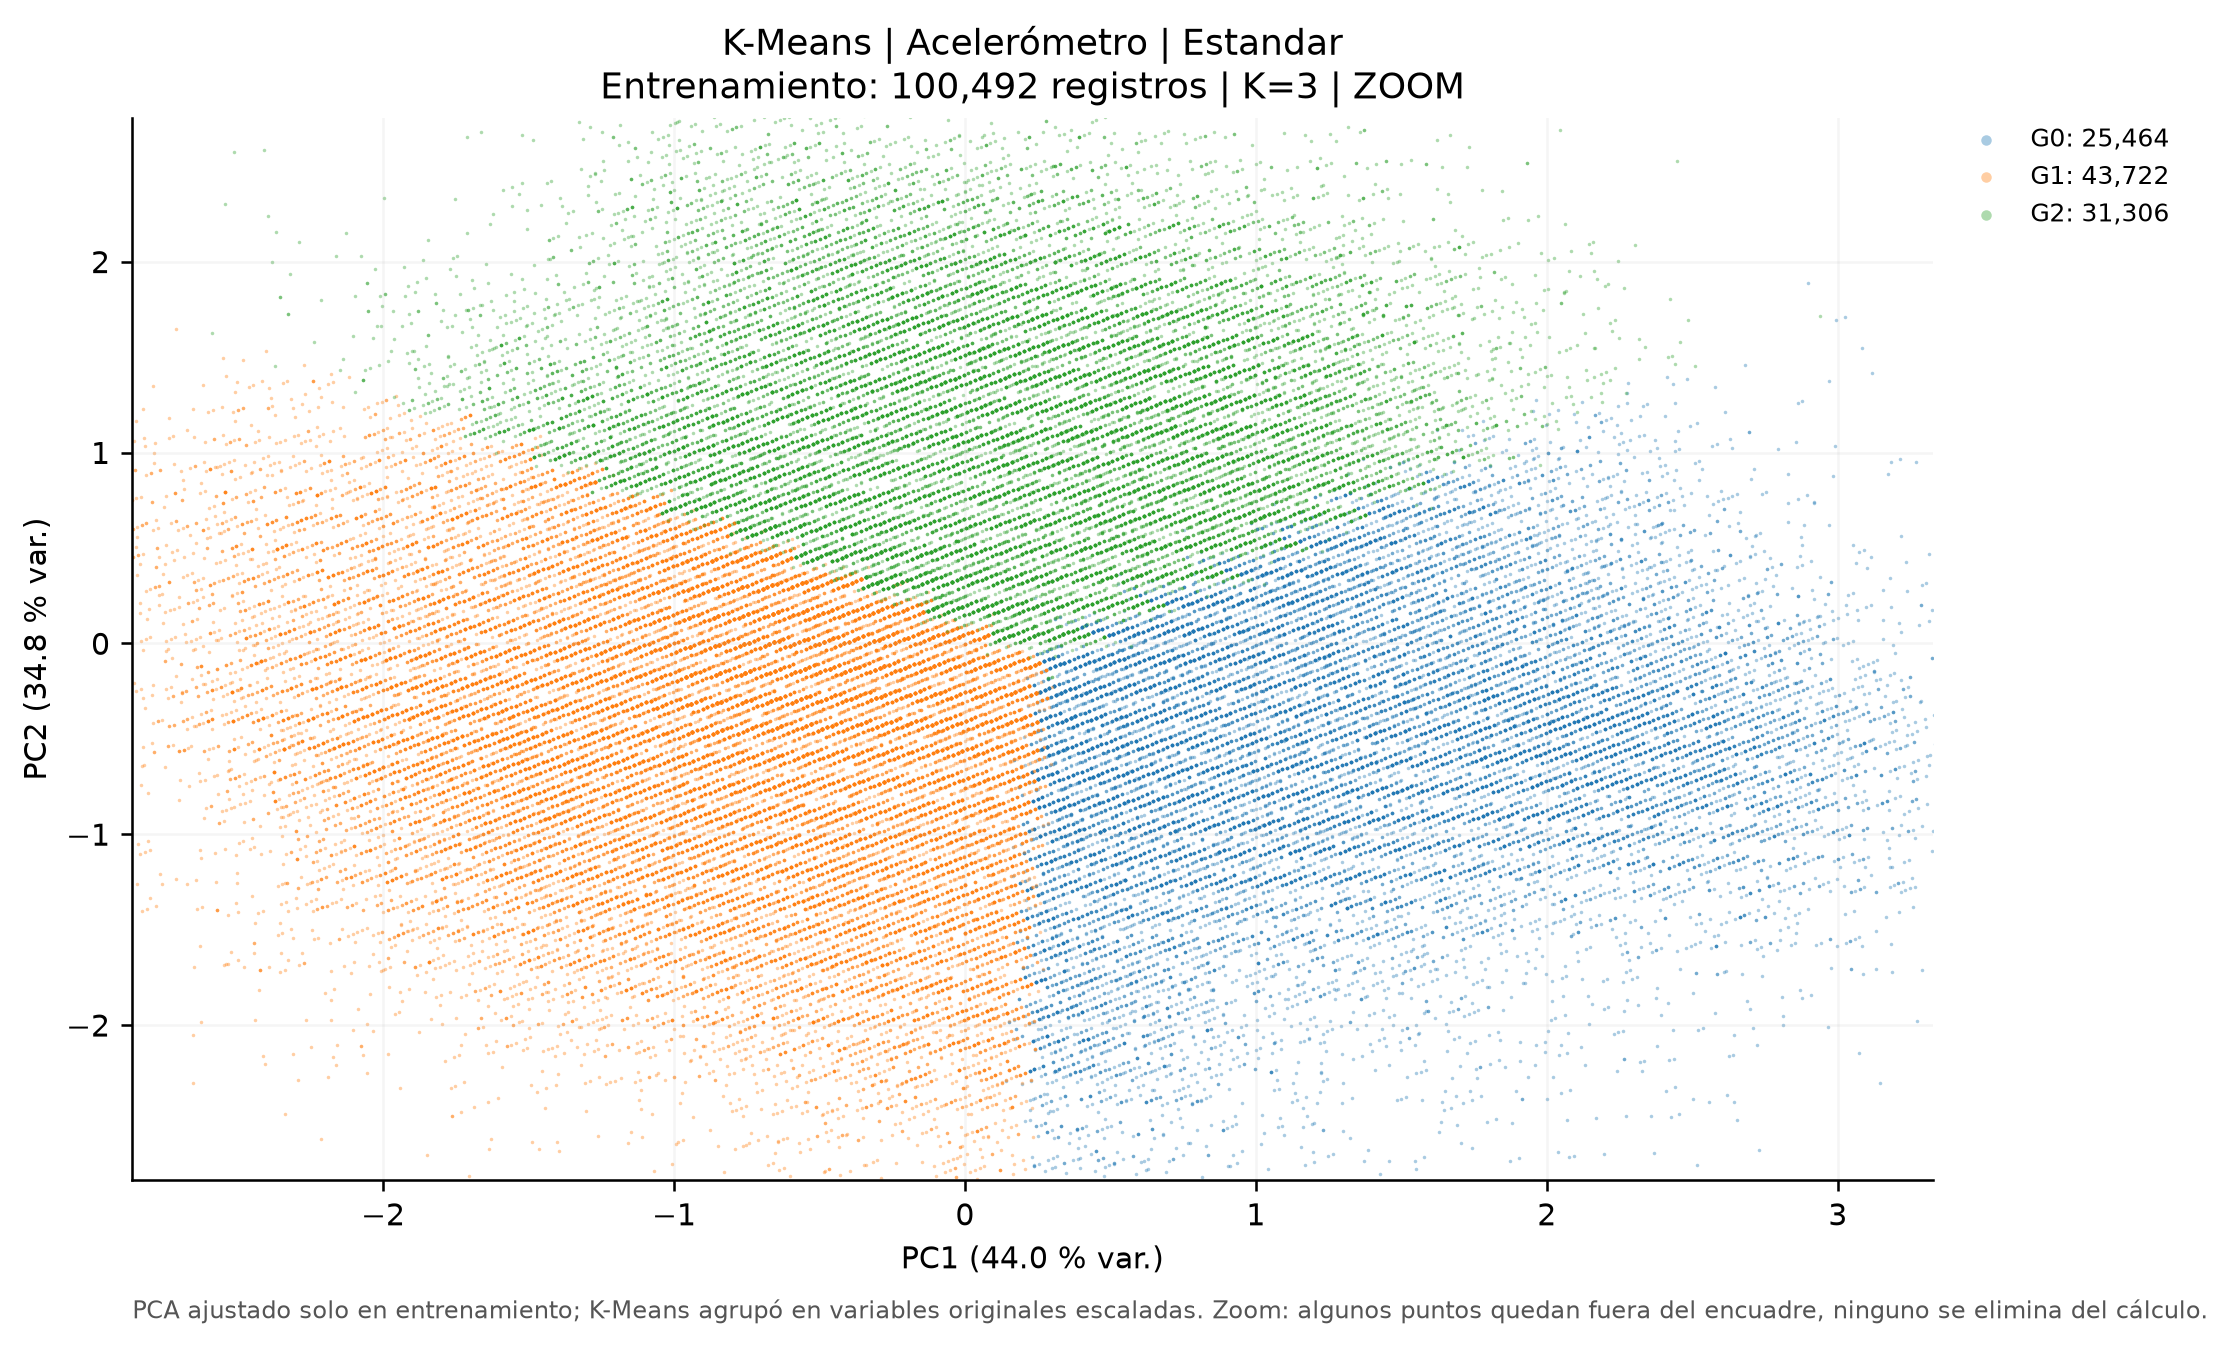 K-Means | Acelerómetro | Estandar
Entrenamiento: 100,492 registros | K=3 | ZOOM
G0: 25,464
G1: 43,722
G2: 31,306
PC2 (34.8 % var.)
2
1
0
−1
−2
−2
−1
0
1
2
3
PC1 (44.0 % var.)
PCA ajustado solo en entrenamiento; K-Means agrupó en variables originales escaladas. Zoom: algunos puntos quedan fuera del encuadre, ninguno se elimina del cálculo.